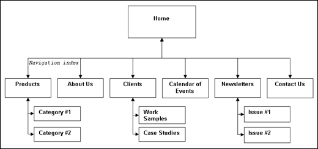 Home
Navigation index
Products
About Us
Clients
Calendar of
Events
Newsletters
Contact Us
Category #1
Work
Samples
Issue #1
Category #2
Case Studies
Issue #2